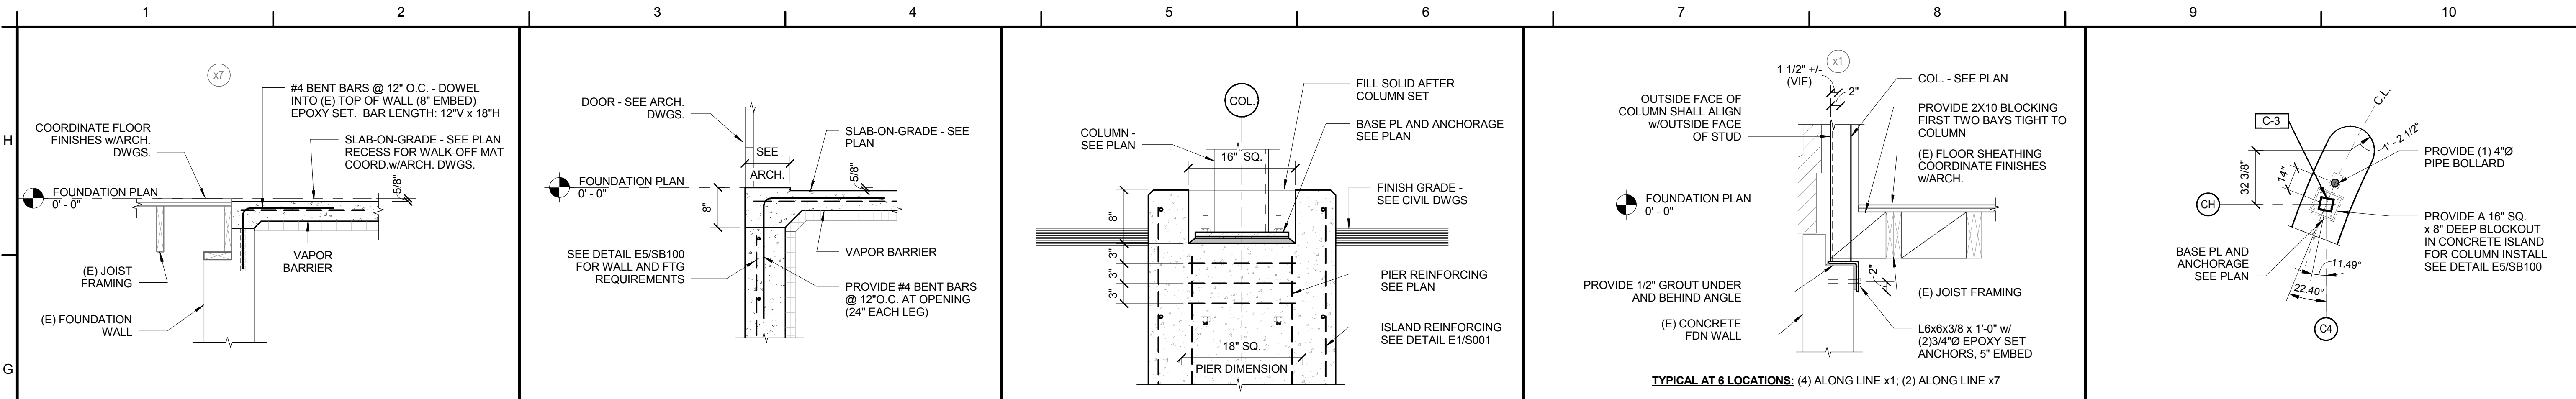 1
2
3
4
5
6
7
8
9
10
H
G
x7
#4 BENT BARS @ 12" O.C. - DOWEL
INTO (E) TOP OF WALL (8" EMBED)
EPOXY SET.  BAR LENGTH: 12"V x 18"H
COORDINATE FLOOR
FINISHES w/ARCH.
DWGS.
SLAB-ON-GRADE - SEE PLAN
RECESS FOR WALK-OFF MAT
COORD.w/ARCH. DWGS.
5/8"
FOUNDATION PLAN
0' - 0"
VAPOR
BARRIER
(E) JOIST
FRAMING
(E) FOUNDATION
WALL
DOOR - SEE ARCH.
DWGS.
SEE
ARCH.
SLAB-ON-GRADE - SEE
PLAN
5/8"
FOUNDATION PLAN
0' - 0"
8"
SEE DETAIL E5/SB100
FOR WALL AND FTG
REQUIREMENTS
VAPOR BARRIER
PROVIDE #4 BENT BARS
@ 12"O.C. AT OPENING
(24" EACH LEG)
COL.
FILL SOLID AFTER
COLUMN SET
BASE PL AND ANCHORAGE
SEE PLAN
COLUMN -
SEE PLAN
16" SQ.
FINISH GRADE -
SEE CIVIL DWGS
8"
3"
3"
3"
PIER REINFORCING
SEE PLAN
ISLAND REINFORCING
SEE DETAIL E1/S001
18" SQ.
PIER DIMENSION
x1
1 1/2" +/-
(VIF)
2"
COL. - SEE PLAN
OUTSIDE FACE OF
COLUMN SHALL ALIGN
w/OUTSIDE FACE
OF STUD
PROVIDE 2X10 BLOCKING
FIRST TWO BAYS TIGHT TO
COLUMN
(E) FLOOR SHEATHING
COORDINATE FINISHES
w/ARCH.
FOUNDATION PLAN
0' - 0"
2"
PROVIDE 1/2" GROUT UNDER
AND BEHIND ANGLE
(E) JOIST FRAMING
(E) CONCRETE
FDN WALL
L6x6x3/8 x 1'-0" w/
(2)3/4"Ø EPOXY SET
ANCHORS, 5" EMBED
TYPICAL AT 6 LOCATIONS: (4) ALONG LINE x1; (2) ALONG LINE x7
C.L.
C-3
1' - 2 1/2"
PROVIDE (1) 4"Ø
PIPE BOLLARD
32 3/8"
14"
CH
PROVIDE A 16" SQ.
x 8" DEEP BLOCKOUT
IN CONCRETE ISLAND
FOR COLUMN INSTALL
SEE DETAIL E5/SB100
BASE PL AND
ANCHORAGE
SEE PLAN
11.49°
22.40°
C4